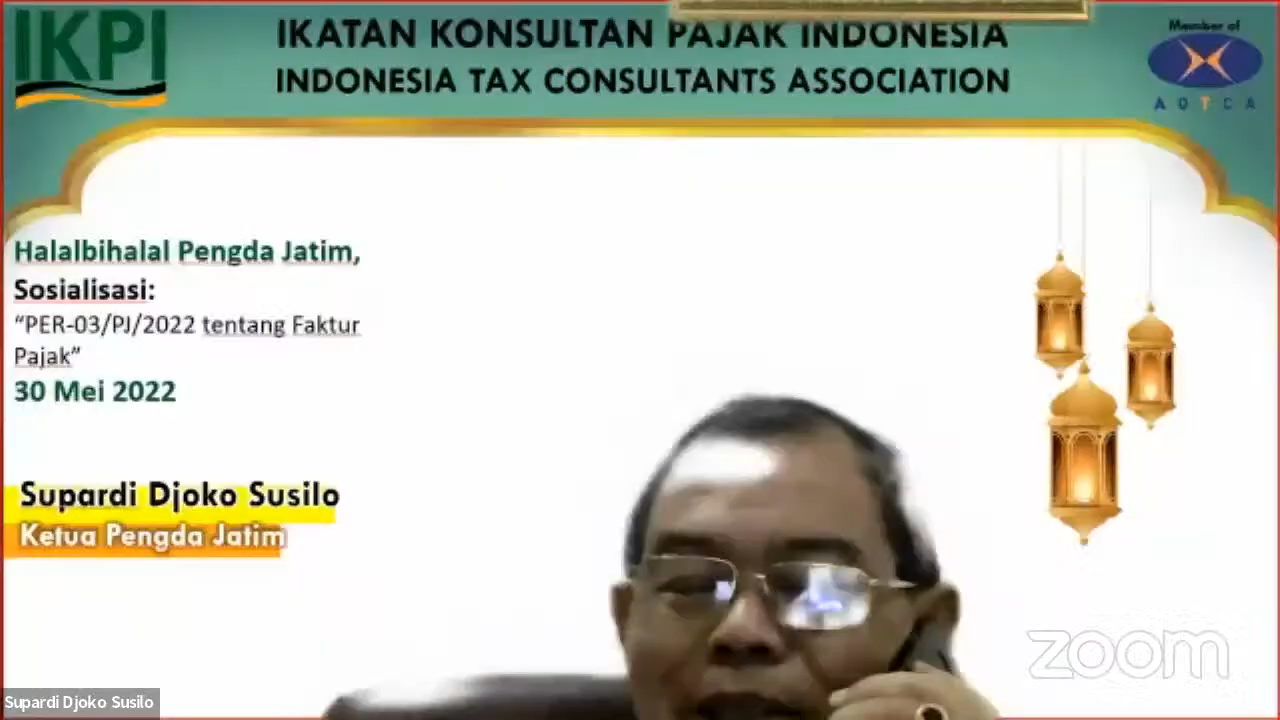 IKPI
IKATAN KONSULTAN PAJAK INDONESIA
INDONESIA TAX CONSULTANTS ASSOCIATION
Member of
AOTCA
Halalbihalal Pengda Jatim,
Sosialisasi:
“PER-03/PJ/2022 tentang Faktur
Pajak”
30 Mei 2022
Supardi Djoko Susilo
Ketua Pengda Jatim
zoom
Supardi Djoko Susilo